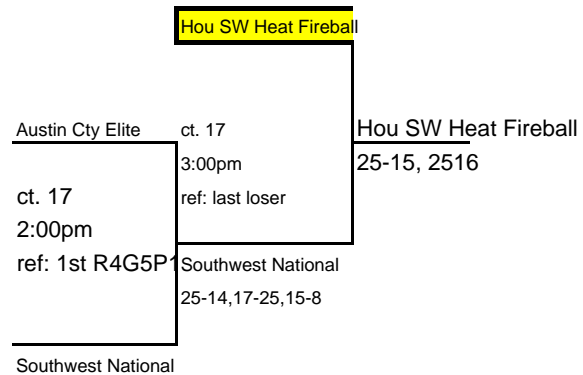 Hou SW Heat Fireball
Austin Cty Elite
ct. 17
3:00pm
ref: last loser
Hou SW Heat Fireball
25-15, 2516
ct. 17
2:00pm
ref: 1st R4G5P1
Southwest National
25-14,17-25,15-8
Southwest National